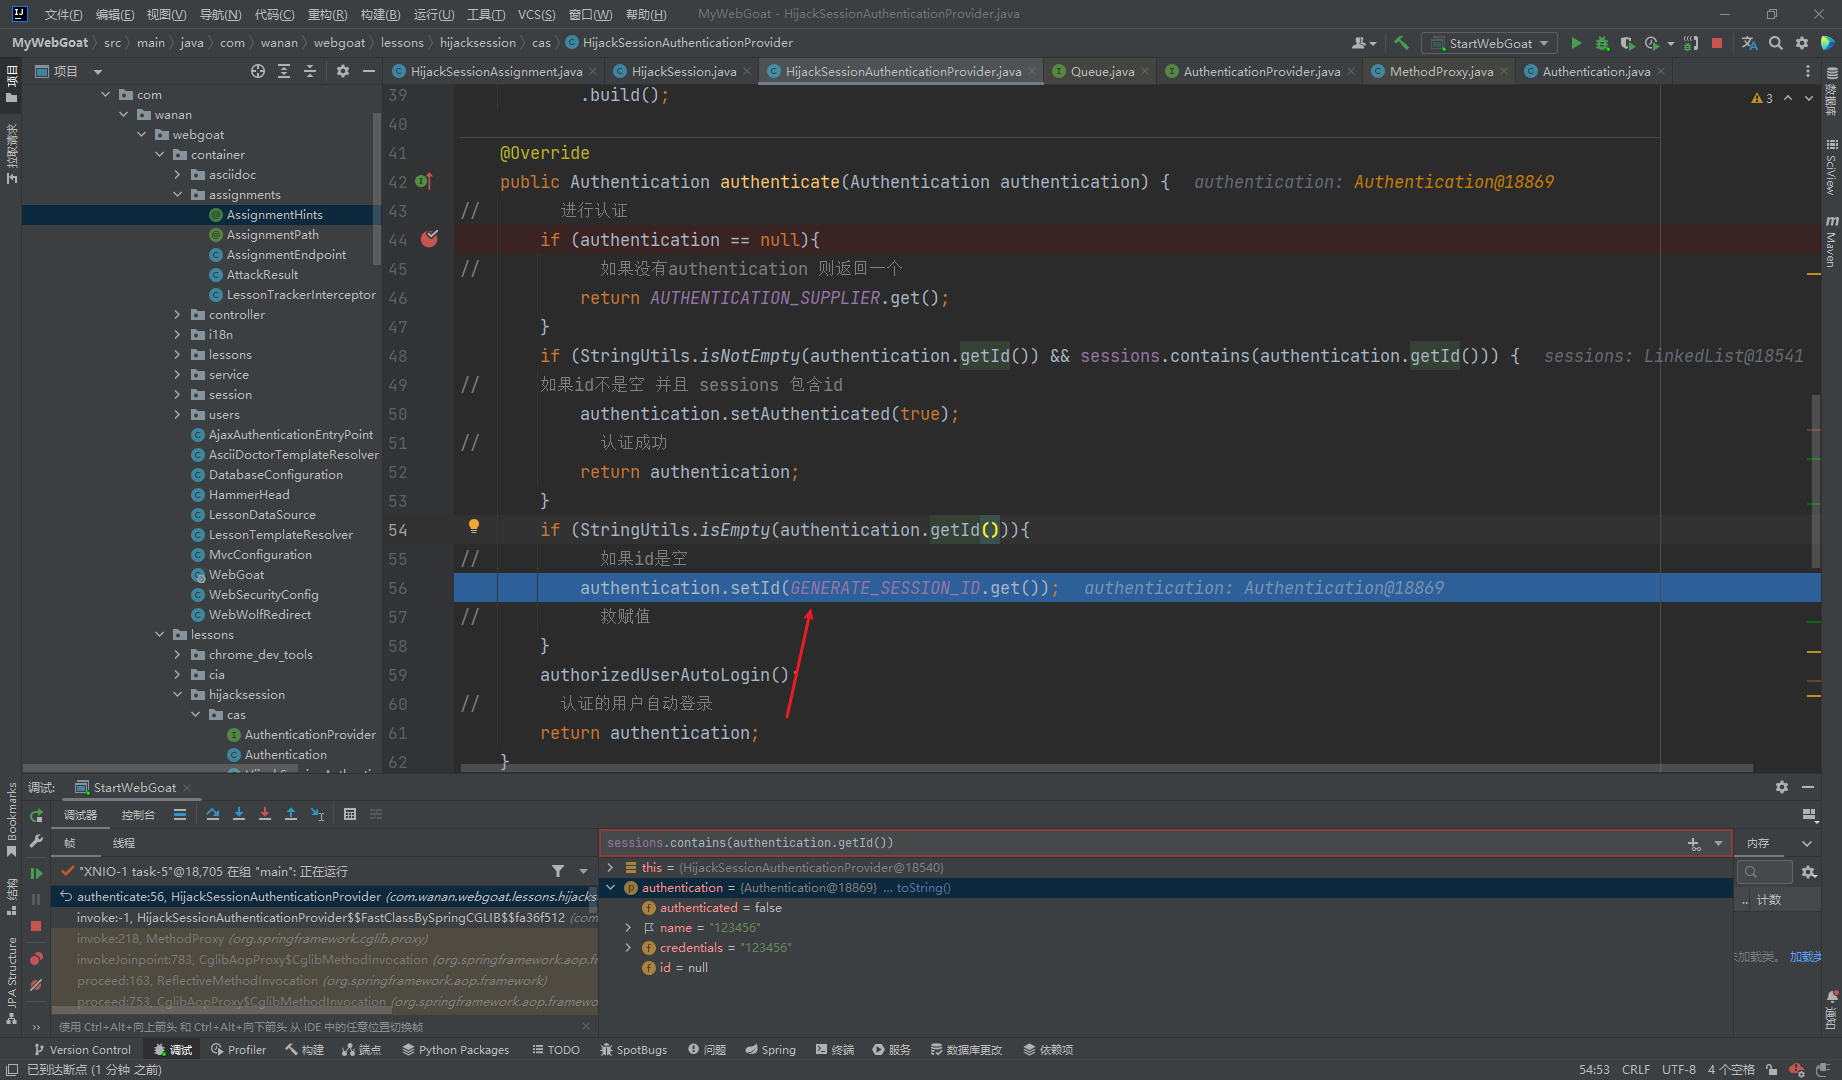 文件(F) 编辑(E) 视图(V) 导航(N) 代码(C) 重构(R) 构建(B) 运行(U) 工具(T) VCS(S) 窗口(W) 帮助(H) MyWebGoat - HijackSessionAuthenticationProvider.java
MyWebGoat src main java com wanan webgoat lessons hijacksession cas HijackSessionAuthenticationProvider StartWebGoat
项目 HijackSessionAssignment.java HijackSession.java HijackSessionAuthenticationProvider.java Queue.java AuthenticationProvider.java MethodProxy.java Authentication.java
项目
拉取请求
com
wanan
webgoat
container
asciidoc
assignments
AssignmentHints
AssignmentPath
AssignmentEndpoint
AttackResult
LessonTrackerInterceptor
controller
i18n
lessons
service
session
users
AjaxAuthenticationEntryPoint
AsciiDoctorTemplateResolver
DatabaseConfiguration
HammerHead
LessonDataSource
LessonTemplateResolver
MvcConfiguration
WebGoat
WebSecurityConfig
WebWolfRedirect
lessons
chrome_dev_tools
cia
hijacksession
cas
AuthenticationProvider
Authentication
39 .build();
40
41 @Override
42 public Authentication authenticate(Authentication authentication) { authentication: Authentication@18869
43 // 进行认证
44 if (authentication == null){
45 // 如果没有authentication 则返回一个
46 return AUTHENTICATION_SUPPLIER.get();
47 }
48 if (StringUtils.isNotEmpty(authentication.getId()) && sessions.contains(authentication.getId())) { sessions: LinkedList@18541
49 // 如果id不是空 并且 sessions 包含id
50 authentication.setAuthenticated(true);
51 // 认证成功
52 return authentication;
53 }
54 if (StringUtils.isEmpty(authentication.getId())){
55 // 如果id是空
56 authentication.setId(GENERATE_SESSION_ID.get()); authentication: Authentication@18869
57 // 救赋值
58 }
59 authorizedUserAutoLogin();
60 // 认证的用户自动登录
61 return authentication;
62 }
3
数据库
SciView
Maven
Bookmarks
结构
JPA Structure
调试: StartWebGoat
调试器 控制台
帧 线程
"XNIO-1 task-5"@18,705 在组 "main": 正在运行
authenticate:56, HijackSessionAuthenticationProvider (com.wanan.webgoat.lessons.hijacks
invoke:-1, HijackSessionAuthenticationProvider$$FastClassBySpringCGLIB$$fa36f512 (com
invoke:218, MethodProxy (org.springframework.cglib.proxy)
invokeJoinpoint:783, CglibAopProxy$CglibMethodInvocation (org.springframework.aop.fr
proceed:163, ReflectiveMethodInvocation (org.springframework.aop.framework)
proceed:753, CglibAopProxy$CglibMethodInvocation (org.springframework.aop.framewo
使用 Ctrl+Alt+向上箭头 和 Ctrl+Alt+向下箭头 从 IDE 中的任意位置切换帧
sessions.contains(authentication.getId())
this = {HijackSessionAuthenticationProvider@18540}
authentication = {Authentication@18869} ... toString()
authenticated = false
name = "123456"
credentials = "123456"
id = null
内存
.. 计数
未加载类。 加载类
通知
Version Control 调试 Profiler 构建 端点 Python Packages TODO SpotBugs 问题 Spring 终端 服务 数据库更改 依赖项
已到达断点 (1 分钟 之前) 54:53 CRLF UTF-8 4 个空格